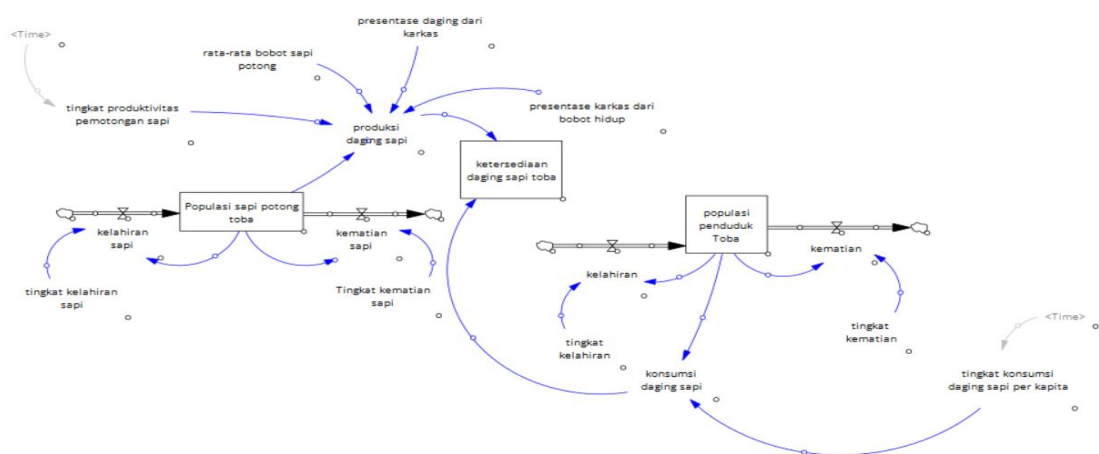 <Time>
presentase daging dari
karkas
rata-rata bobot sapi
potong
tingkat produktivitas
pemotongan sapi
presentase karkas dari
bobot hidup
produksi
daging sapi
ketersediaan
daging sapi toba
Populasi sapi potong
toba
kelahiran
sapi
kematian
sapi
tingkat kelahiran
sapi
Tingkat kematian
sapi
populasi
penduduk
Toba
kelahiran
kematian
tingkat
kelahiran
tingkat
kematian
<Time>
konsumsi
daging sapi
tingkat konsumsi
daging sapi per kapita